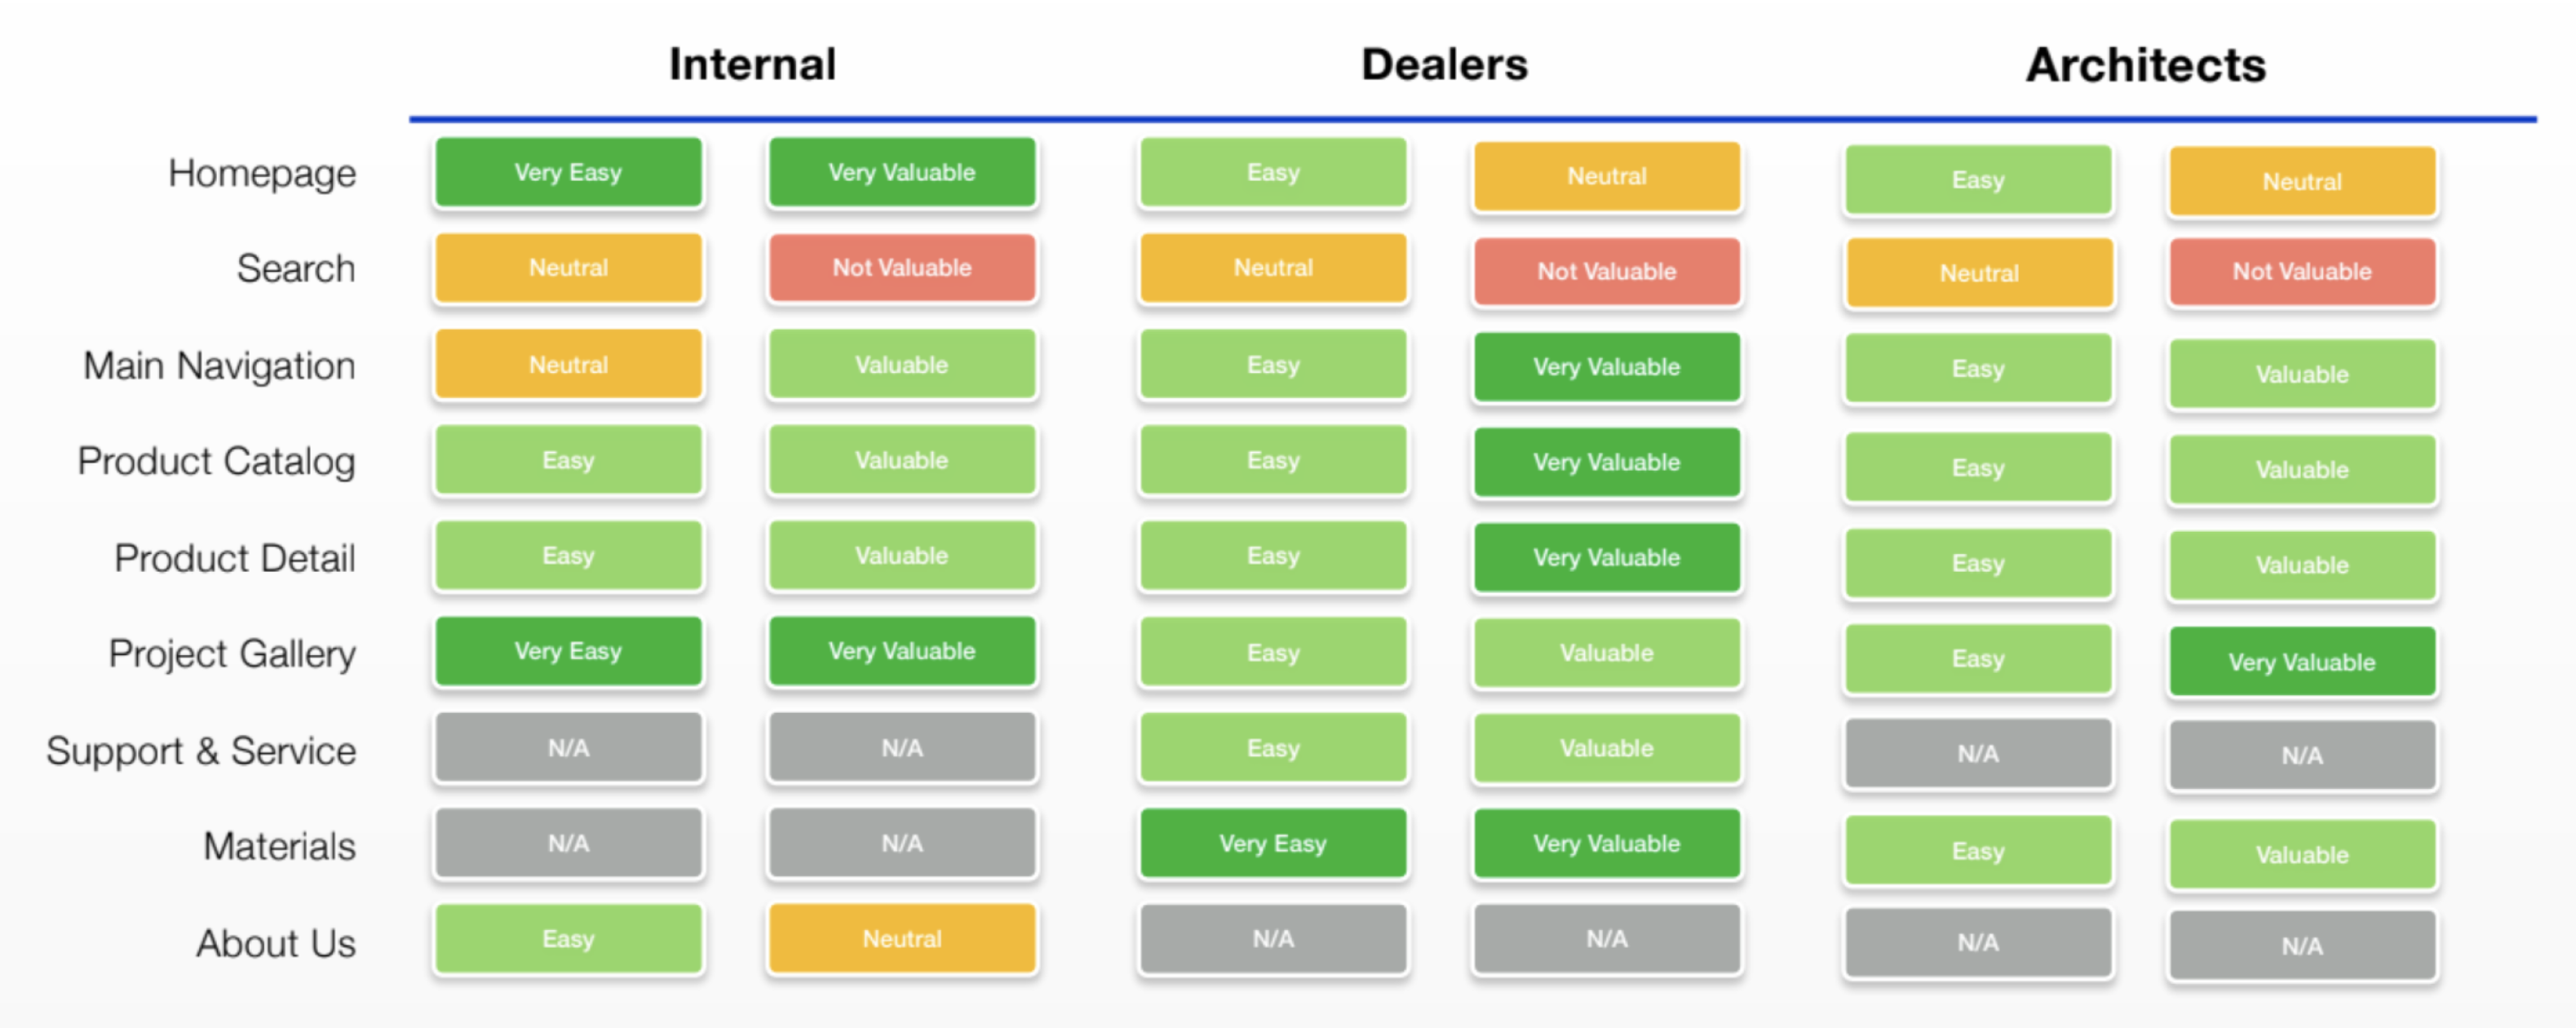 Internal Dealers Architects
Homepage Very Easy Very Valuable Easy Neutral Easy Neutral
Search Neutral Not Valuable Neutral Not Valuable Neutral Not Valuable
Main Navigation Neutral Valuable Easy Very Valuable Easy Valuable
Product Catalog Easy Valuable Easy Very Valuable Easy Valuable
Product Detail Easy Valuable Easy Very Valuable Easy Valuable
Project Gallery Very Easy Very Valuable Easy Valuable Easy Very Valuable
Support & Service N/A N/A Easy Valuable N/A N/A
Materials N/A N/A Very Easy Very Valuable Easy Valuable
About Us Easy Neutral N/A N/A N/A N/A